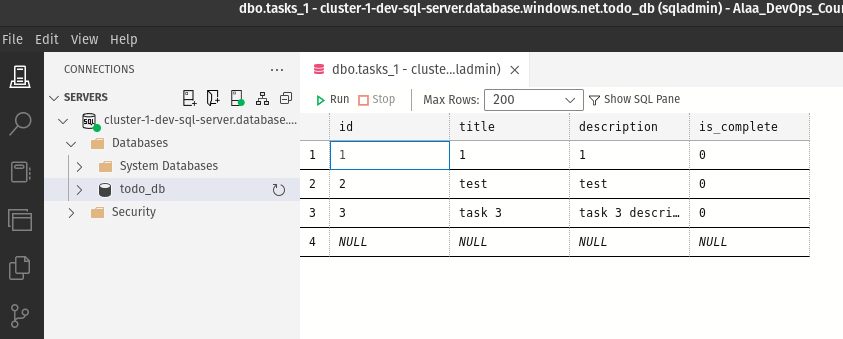 dbo.tasks_1 - cluster-1-dev-sql-server.database.windows.net.todo_db (sqladmin) - Alaa_DevOps_Cou
File Edit View Help
CONNECTIONS
SERVERS
cluster-1-dev-sql-server.database....
Databases
System Databases
todo_db
Security
dbo.tasks_1 - cluste...ladmin)
Run Stop Max Rows: 200 Show SQL Pane
id title description is_complete
1 1 1 1 0
2 2 test test 0
3 3 task 3 task 3 descri… 0
4 NULL NULL NULL NULL